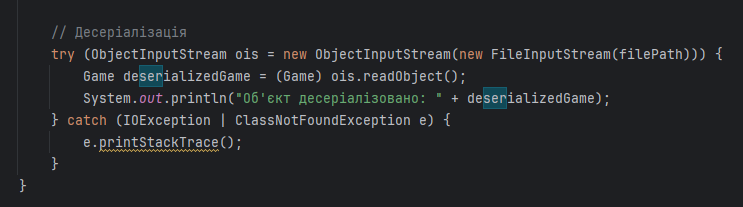 // Десеріалізація
try (ObjectInputStream ois = new ObjectInputStream(new FileInputStream(filePath))) {
    Game deserializedGame = (Game) ois.readObject();
    System.out.println("Об'єкт десеріалізовано: " + deserializedGame);
} catch (IOException | ClassNotFoundException e) {
    e.printStackTrace();
}
}